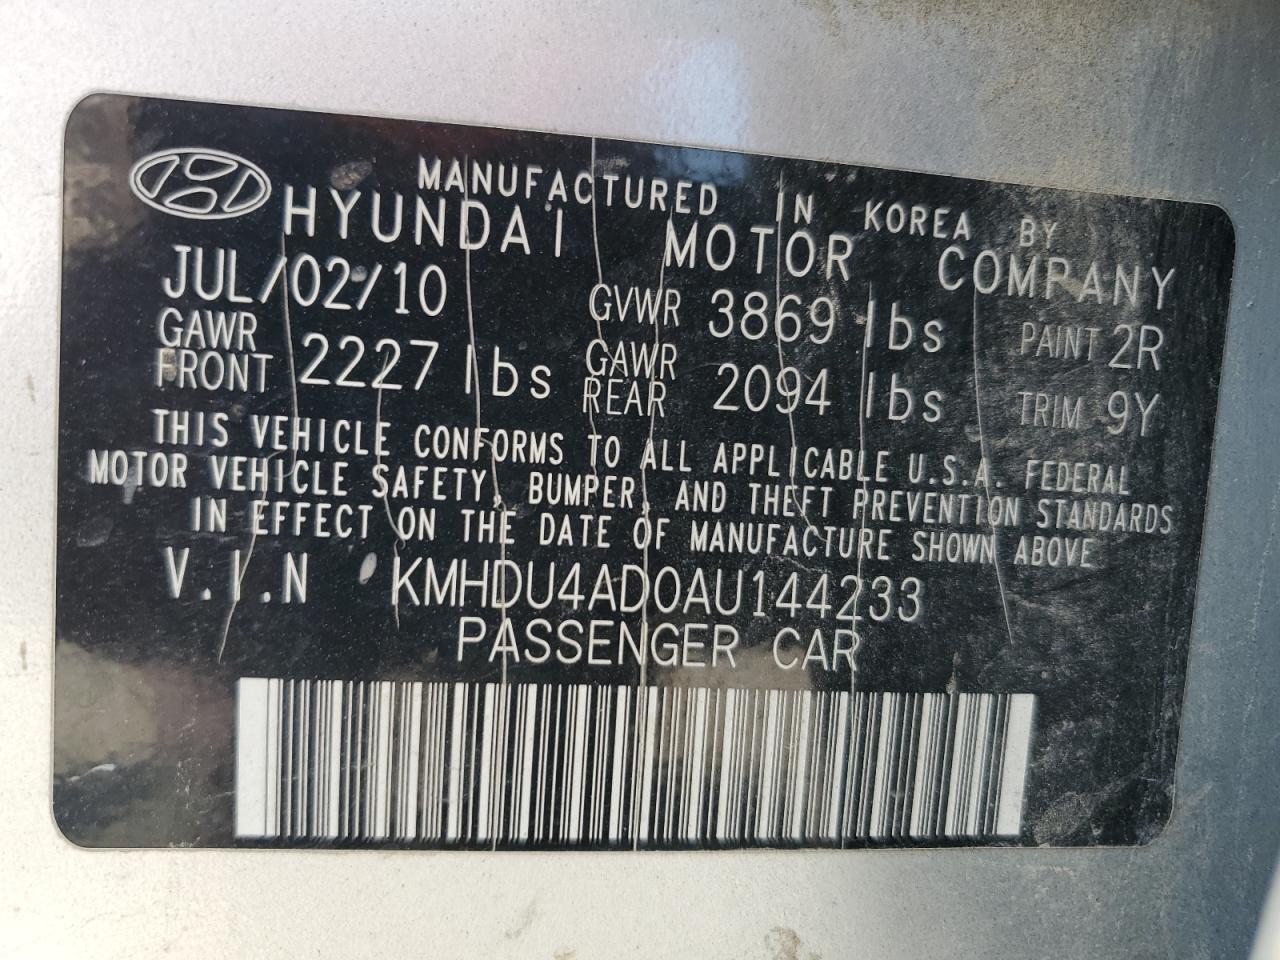 MANUFACTURED IN KOREA BY
HYUNDAI MOTOR COMPANY
JUL/02/10 GVWR 3869 lbs PAINT 2R
GAWR FRONT 2227 lbs GAWR REAR 2094 lbs TRIM 9Y
THIS VEHICLE CONFORMS TO ALL APPLICABLE U.S.A. FEDERAL
MOTOR VEHICLE SAFETY, BUMPER, AND THEFT PREVENTION STANDARDS
IN EFFECT ON THE DATE OF MANUFACTURE SHOWN ABOVE
V.I.N KMHDU4AD0AU144233
PASSENGER CAR